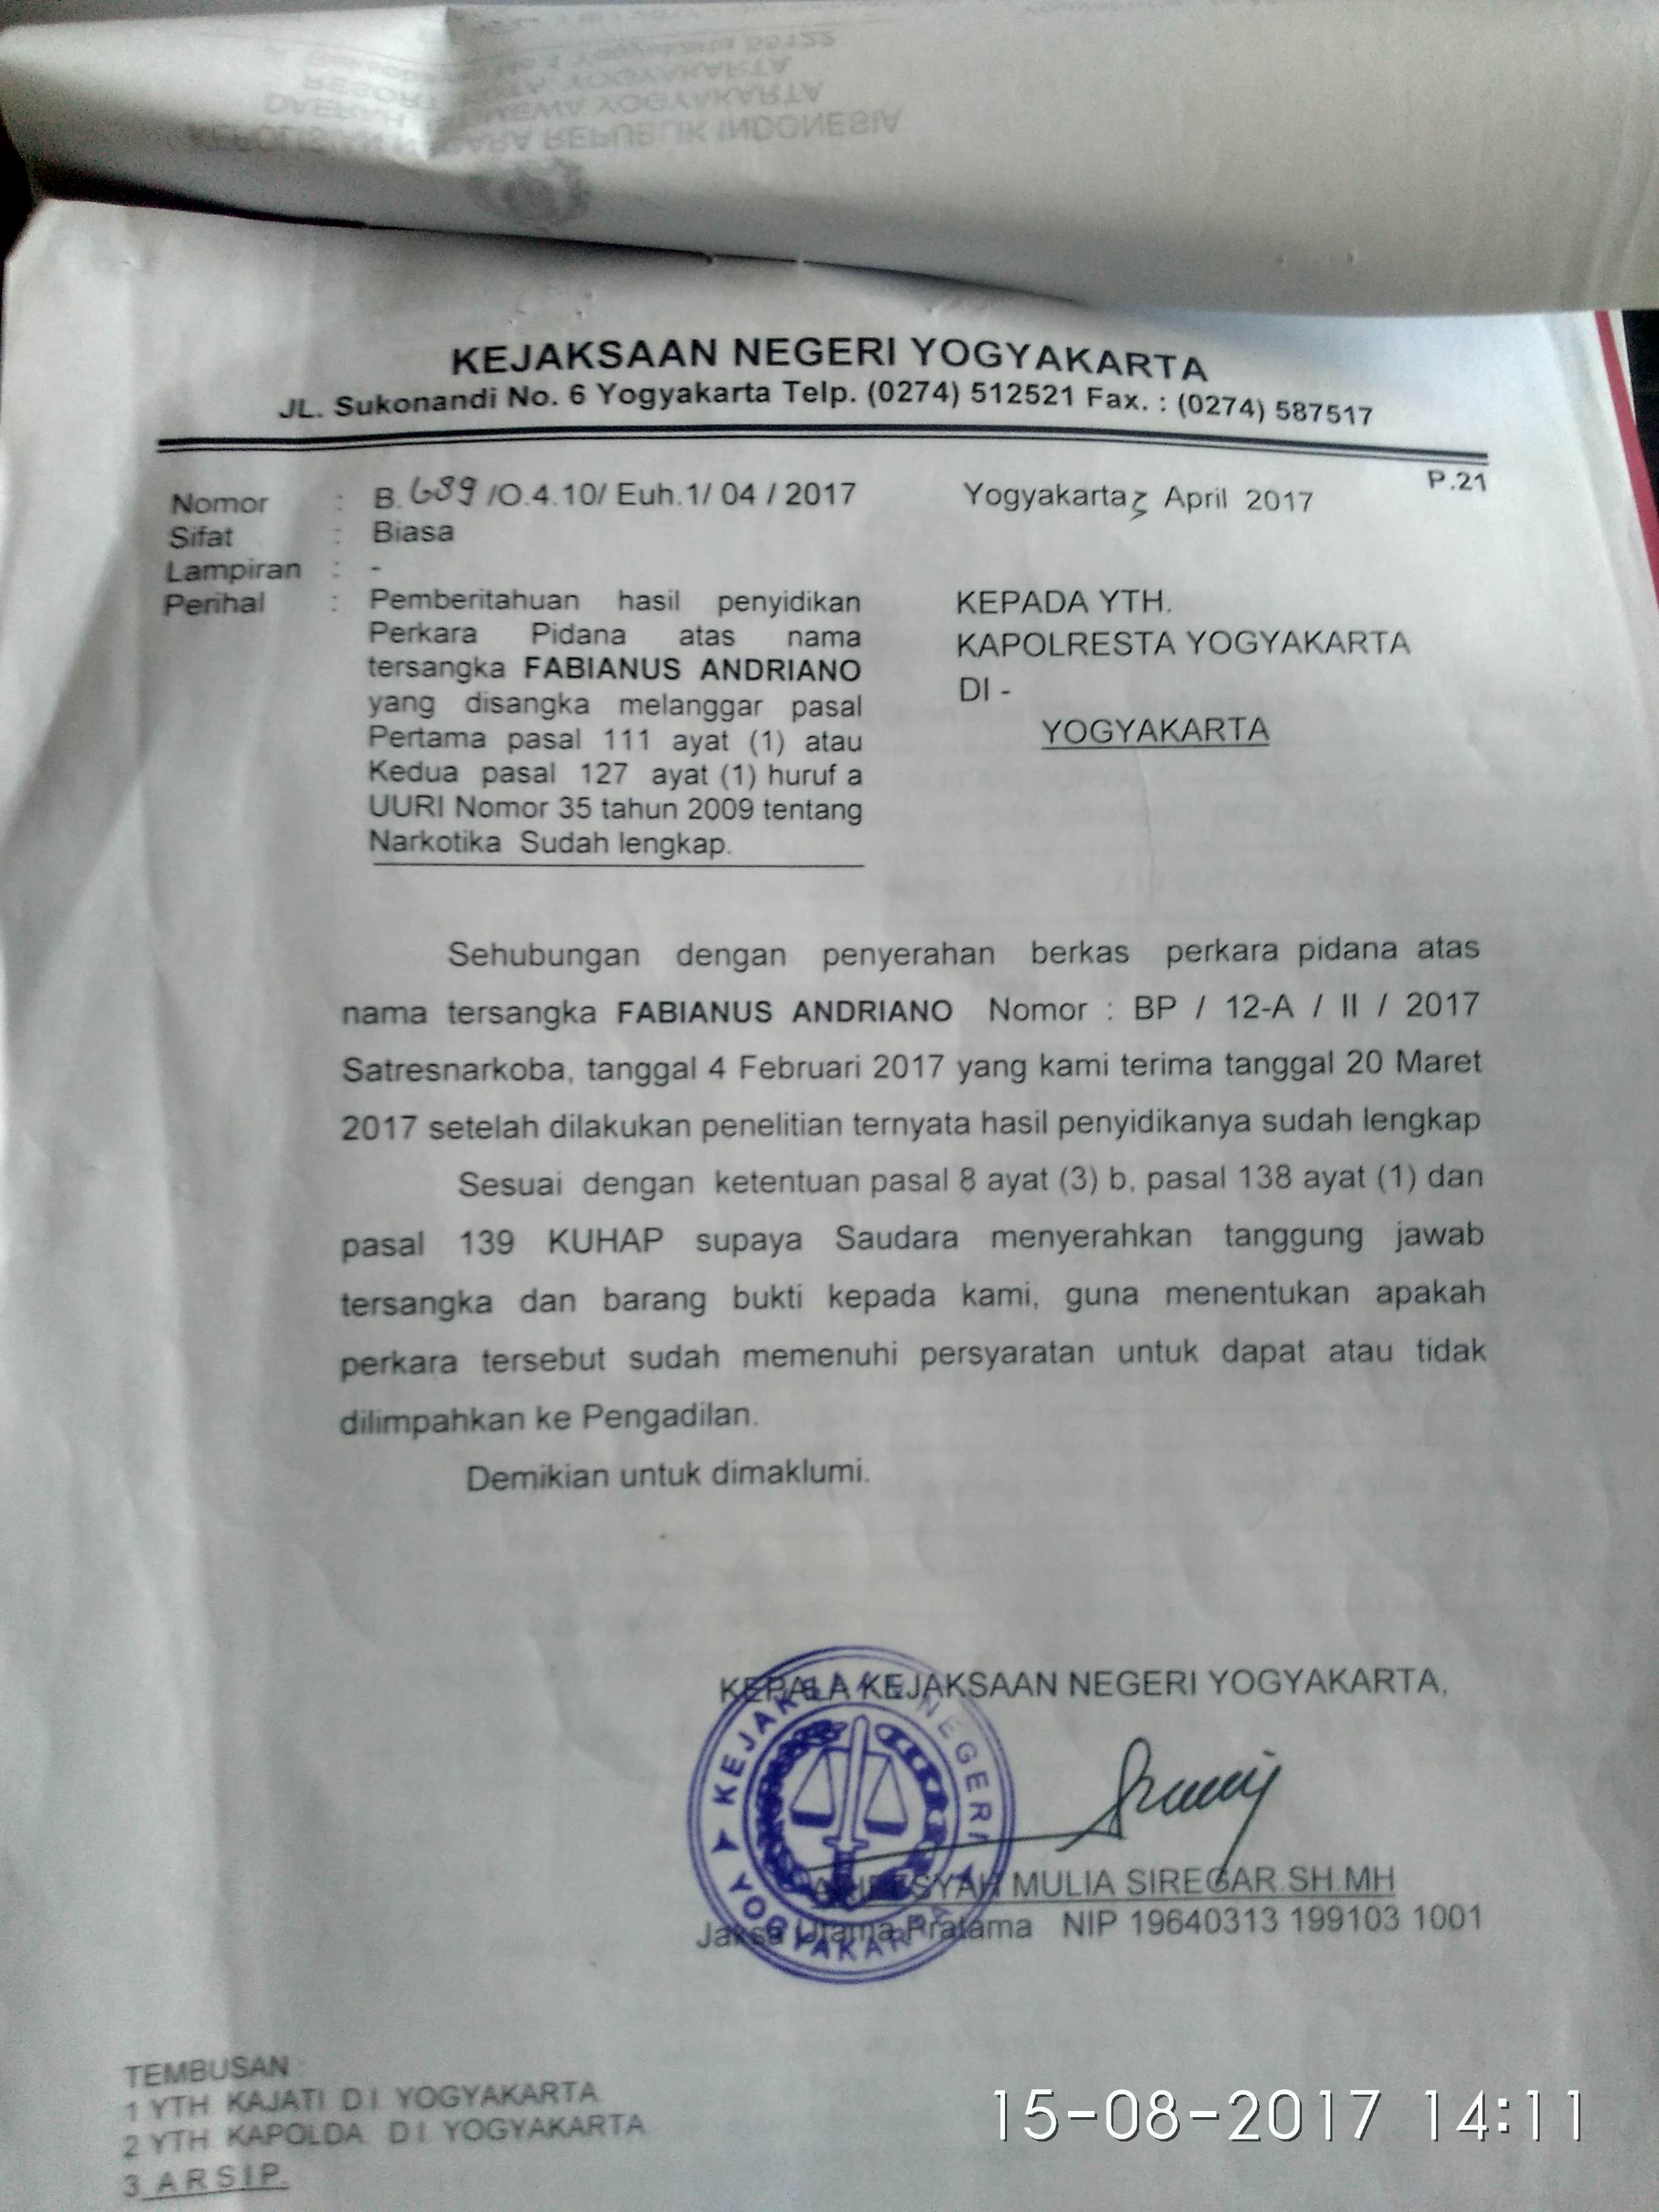 Yogyakarta 55122
RESORT KOTA YOGYAKARTA
DAERAH ISTIMEWA YOGYAKARTA
KEPOLISIAN NEGARA REPUBLIK INDONESIA
KEJAKSAAN NEGERI YOGYAKARTA
JL. Sukonandi No. 6 Yogyakarta Telp. (0274) 512521 Fax. : (0274) 587517
P.21
Nomor : B. 689 /O.4.10/ Euh.1/ 04 / 2017 Yogyakarta, April 2017
Sifat : Biasa
Lampiran : -
Perihal : Pemberitahuan hasil penyidikan
Perkara Pidana atas nama
tersangka FABIANUS ANDRIANO
yang disangka melanggar pasal
Pertama pasal 111 ayat (1) atau
Kedua pasal 127 ayat (1) huruf a
UURI Nomor 35 tahun 2009 tentang
Narkotika Sudah lengkap.
KEPADA YTH.
KAPOLRESTA YOGYAKARTA
DI -
YOGYAKARTA
Sehubungan dengan penyerahan berkas perkara pidana atas
nama tersangka FABIANUS ANDRIANO Nomor : BP / 12-A / II / 2017
Satresnarkoba, tanggal 4 Februari 2017 yang kami terima tanggal 20 Maret
2017 setelah dilakukan penelitian ternyata hasil penyidikanya sudah lengkap
Sesuai dengan ketentuan pasal 8 ayat (3) b, pasal 138 ayat (1) dan
pasal 139 KUHAP supaya Saudara menyerahkan tanggung jawab
tersangka dan barang bukti kepada kami, guna menentukan apakah
perkara tersebut sudah memenuhi persyaratan untuk dapat atau tidak
dilimpahkan ke Pengadilan.
Demikian untuk dimaklumi.
KEPALA KEJAKSAAN NEGERI YOGYAKARTA,
KEJAKSAAN NEGERI
YOGYAKARTA
MULIA SIREGAR.SH.MH
Jaksa Utama Pratama NIP 19640313 199103 1001
TEMBUSAN :
1 YTH KAJATI D I YOGYAKARTA
2 YTH KAPOLDA D I YOGYAKARTA
3 A R S I P.
15-08-2017 14:11